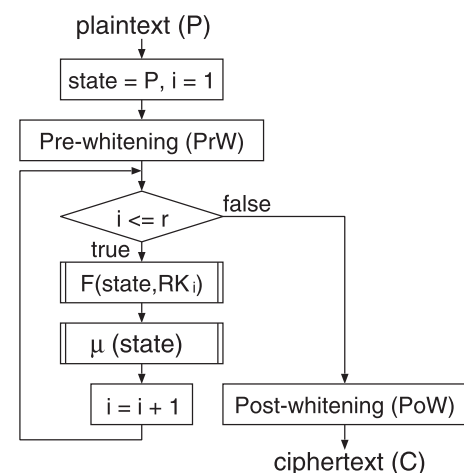 plaintext (P)
state = P, i = 1
Pre-whitening (PrW)
i <= r
false
true
F(state,RKi)
μ (state)
i = i + 1
Post-whitening (PoW)
ciphertext (C)